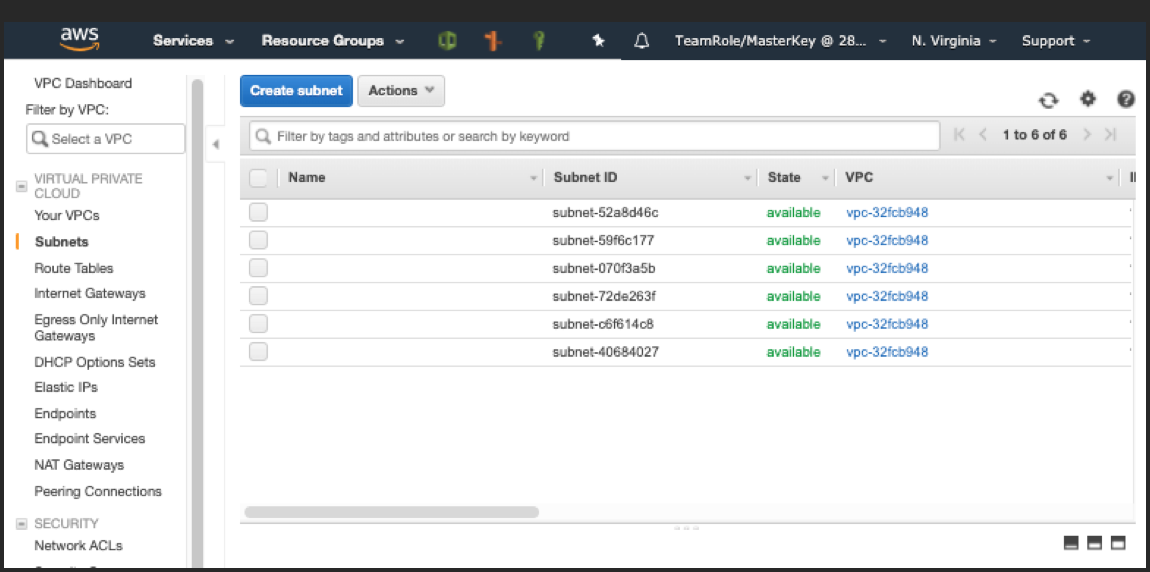 aws Services Resource Groups TeamRole/MasterKey @ 28... N. Virginia Support
VPC Dashboard
Filter by VPC:
Select a VPC
VIRTUAL PRIVATE
CLOUD
Your VPCs
Subnets
Route Tables
Internet Gateways
Egress Only Internet
Gateways
DHCP Options Sets
Elastic IPs
Endpoints
Endpoint Services
NAT Gateways
Peering Connections
SECURITY
Network ACLs
Create subnet Actions
Filter by tags and attributes or search by keyword
1 to 6 of 6
Name Subnet ID State VPC
subnet-52a8d46c available vpc-32fcb948
subnet-59f6c177 available vpc-32fcb948
subnet-070f3a5b available vpc-32fcb948
subnet-72de263f available vpc-32fcb948
subnet-c6f614c8 available vpc-32fcb948
subnet-40684027 available vpc-32fcb948